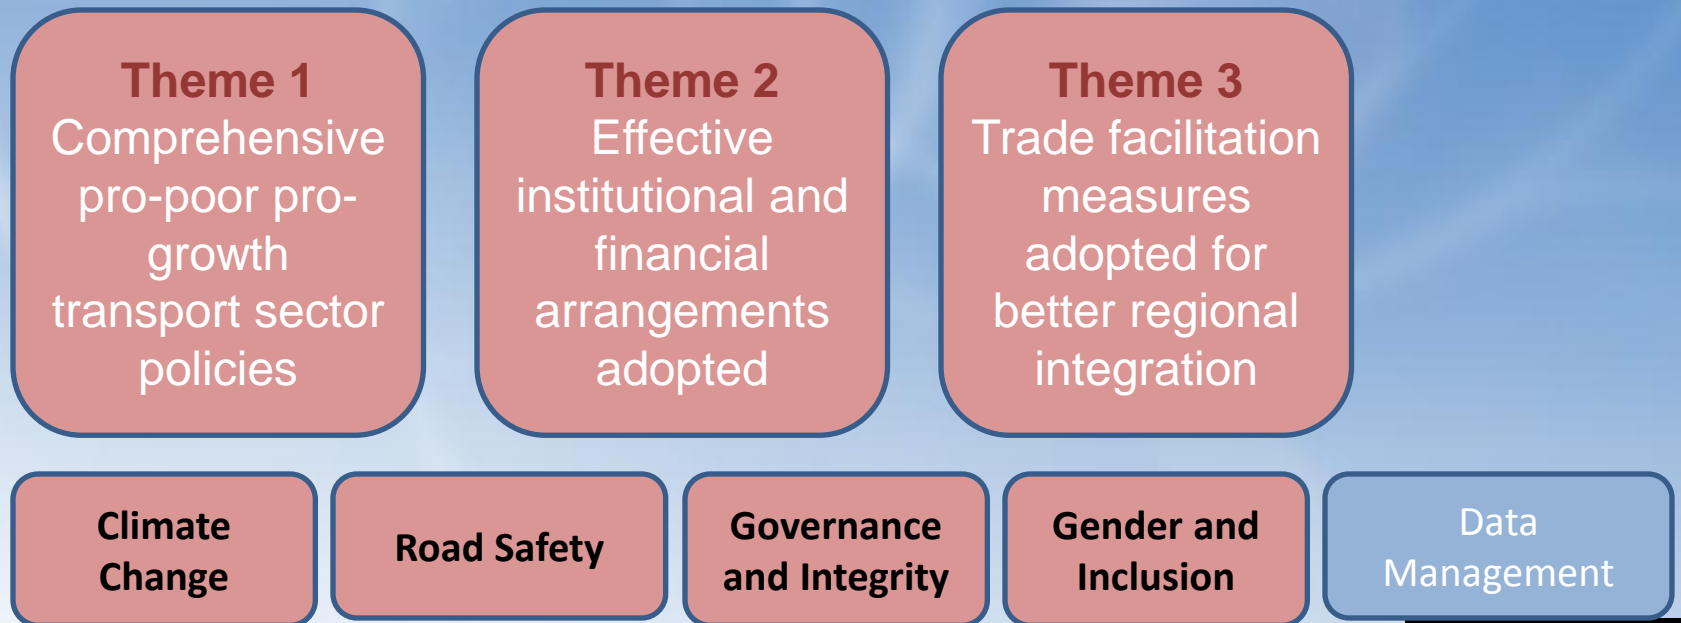 Theme 1
Comprehensive
pro-poor pro-
growth
transport sector
policies
Theme 2
Effective
institutional and
financial
arrangements
adopted
Theme 3
Trade facilitation
measures
adopted for
better regional
integration
Climate
Change
Road Safety
Governance
and Integrity
Gender and
Inclusion
Data
Management